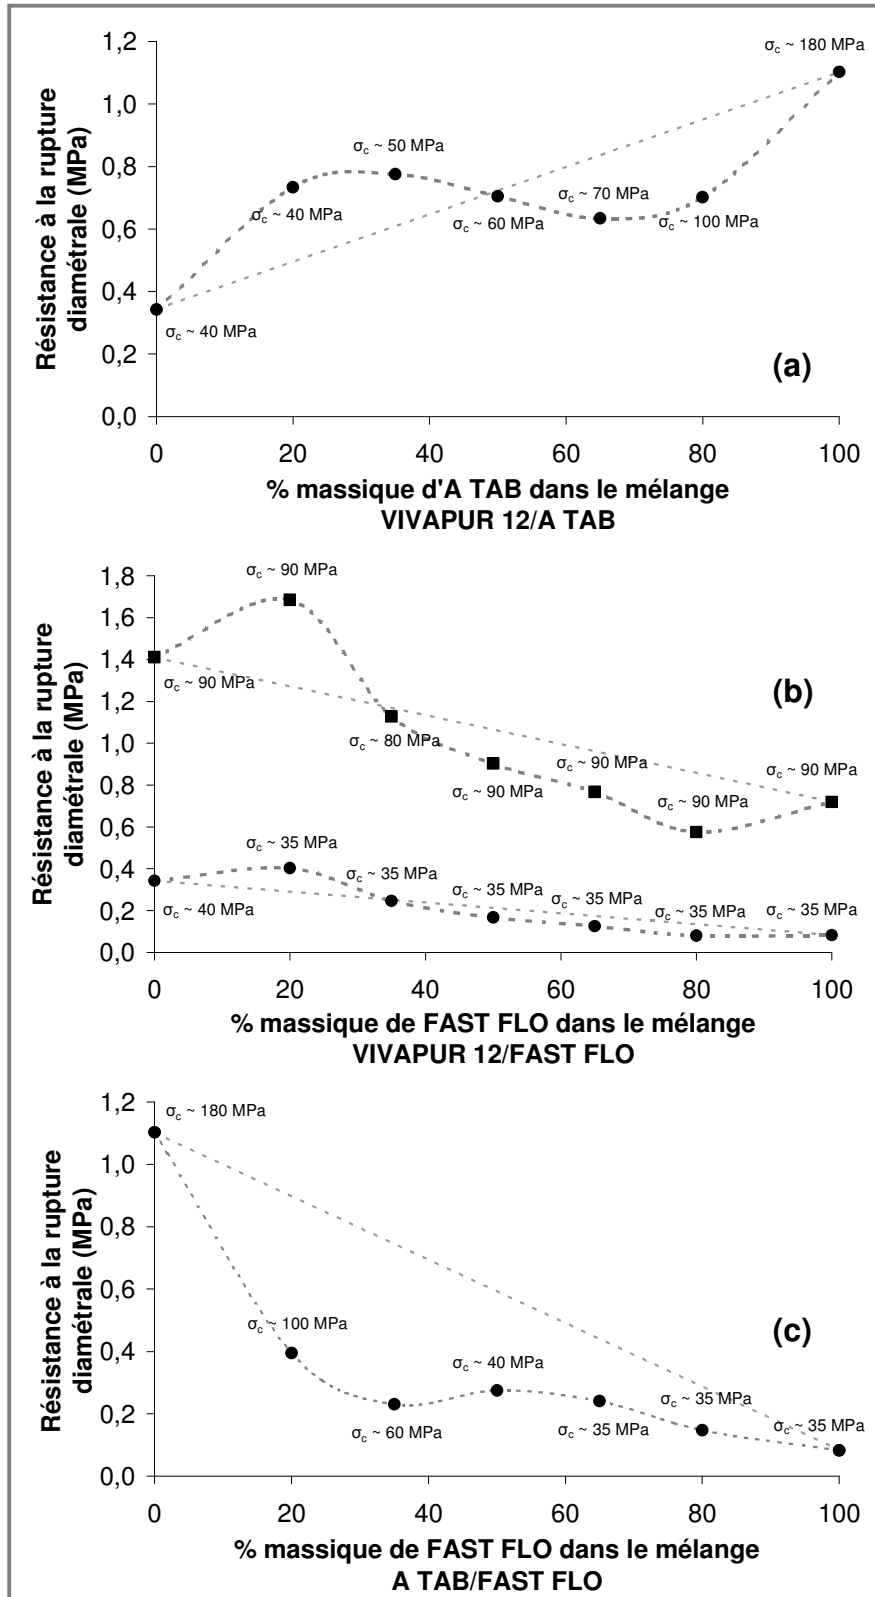 Résistance à la rupture
diamétrale (MPa)
1,2
1,0
0,8
0,6
0,4
0,2
0,0
σc ~ 180 MPa
σc ~ 50 MPa
σc ~ 70 MPa
σc ~ 40 MPa
σc ~ 60 MPa
σc ~ 100 MPa
σc ~ 40 MPa
(a)
0 20 40 60 80 100
% massique d'A TAB dans le mélange
VIVAPUR 12/A TAB
Résistance à la rupture
diamétrale (MPa)
1,8
1,6
1,4
1,2
1,0
0,8
0,6
0,4
0,2
0,0
σc ~ 90 MPa
σc ~ 90 MPa
(b)
σc ~ 80 MPa
σc ~ 90 MPa
σc ~ 90 MPa
σc ~ 90 MPa
σc ~ 90 MPa
σc ~ 35 MPa
σc ~ 35 MPa
σc ~ 35 MPa
σc ~ 35 MPa
σc ~ 40 MPa
σc ~ 35 MPa
σc ~ 35 MPa
0 20 40 60 80 100
% massique de FAST FLO dans le mélange
VIVAPUR 12/FAST FLO
Résistance à la rupture
diamétrale (MPa)
1,2
1,0
0,8
0,6
0,4
0,2
0,0
σc ~ 180 MPa
σc ~ 100 MPa
(c)
σc ~ 40 MPa
σc ~ 35 MPa
σc ~ 60 MPa
σc ~ 35 MPa
σc ~ 35 MPa
0 20 40 60 80 100
% massique de FAST FLO dans le mélange
A TAB/FAST FLO